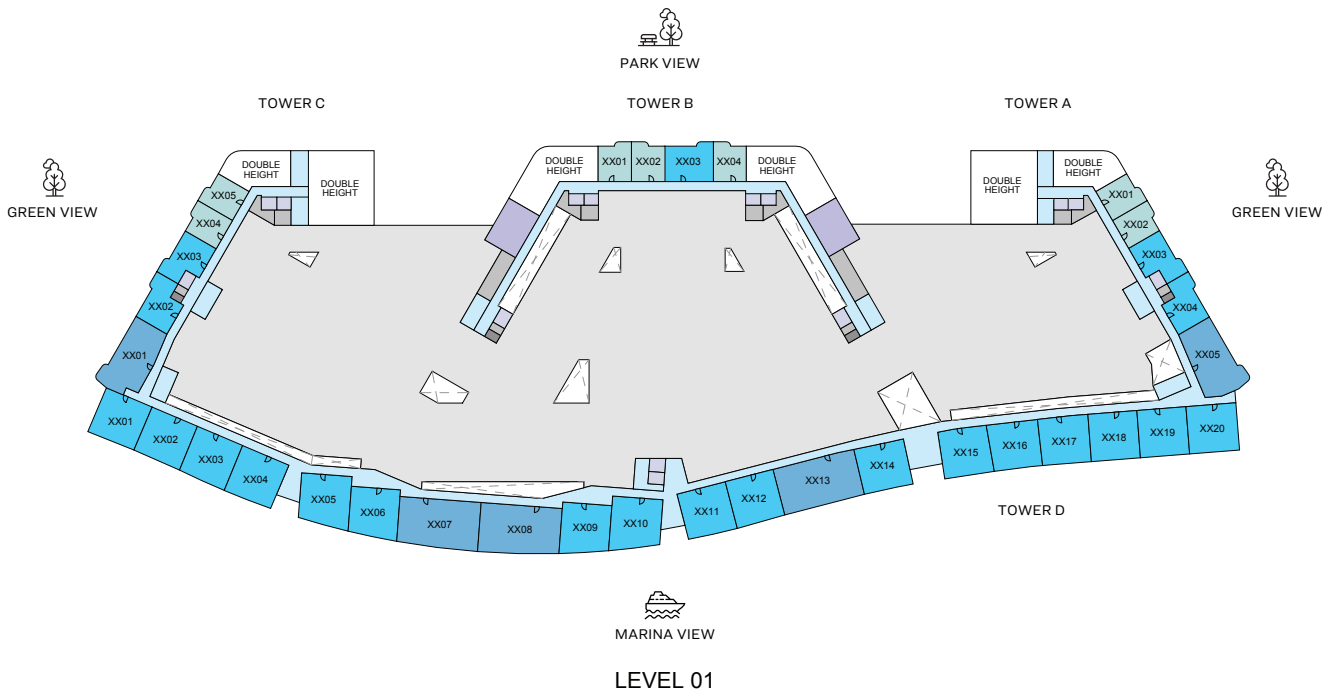 PARK VIEW
TOWER C
TOWER B
TOWER A
GREEN VIEW
GREEN VIEW
DOUBLE
HEIGHT
DOUBLE
HEIGHT
XX05
XX04
XX03
XX02
XX01
DOUBLE
HEIGHT
XX01
XX02
XX03
XX04
DOUBLE
HEIGHT
DOUBLE
HEIGHT
DOUBLE
HEIGHT
XX01
XX02
XX03
XX04
XX05
XX01
XX02
XX03
XX04
XX05
XX06
XX07
XX08
XX09
XX10
XX11
XX12
XX13
XX14
XX15
XX16
XX17
XX18
XX19
XX20
TOWER D
MARINA VIEW
LEVEL 01